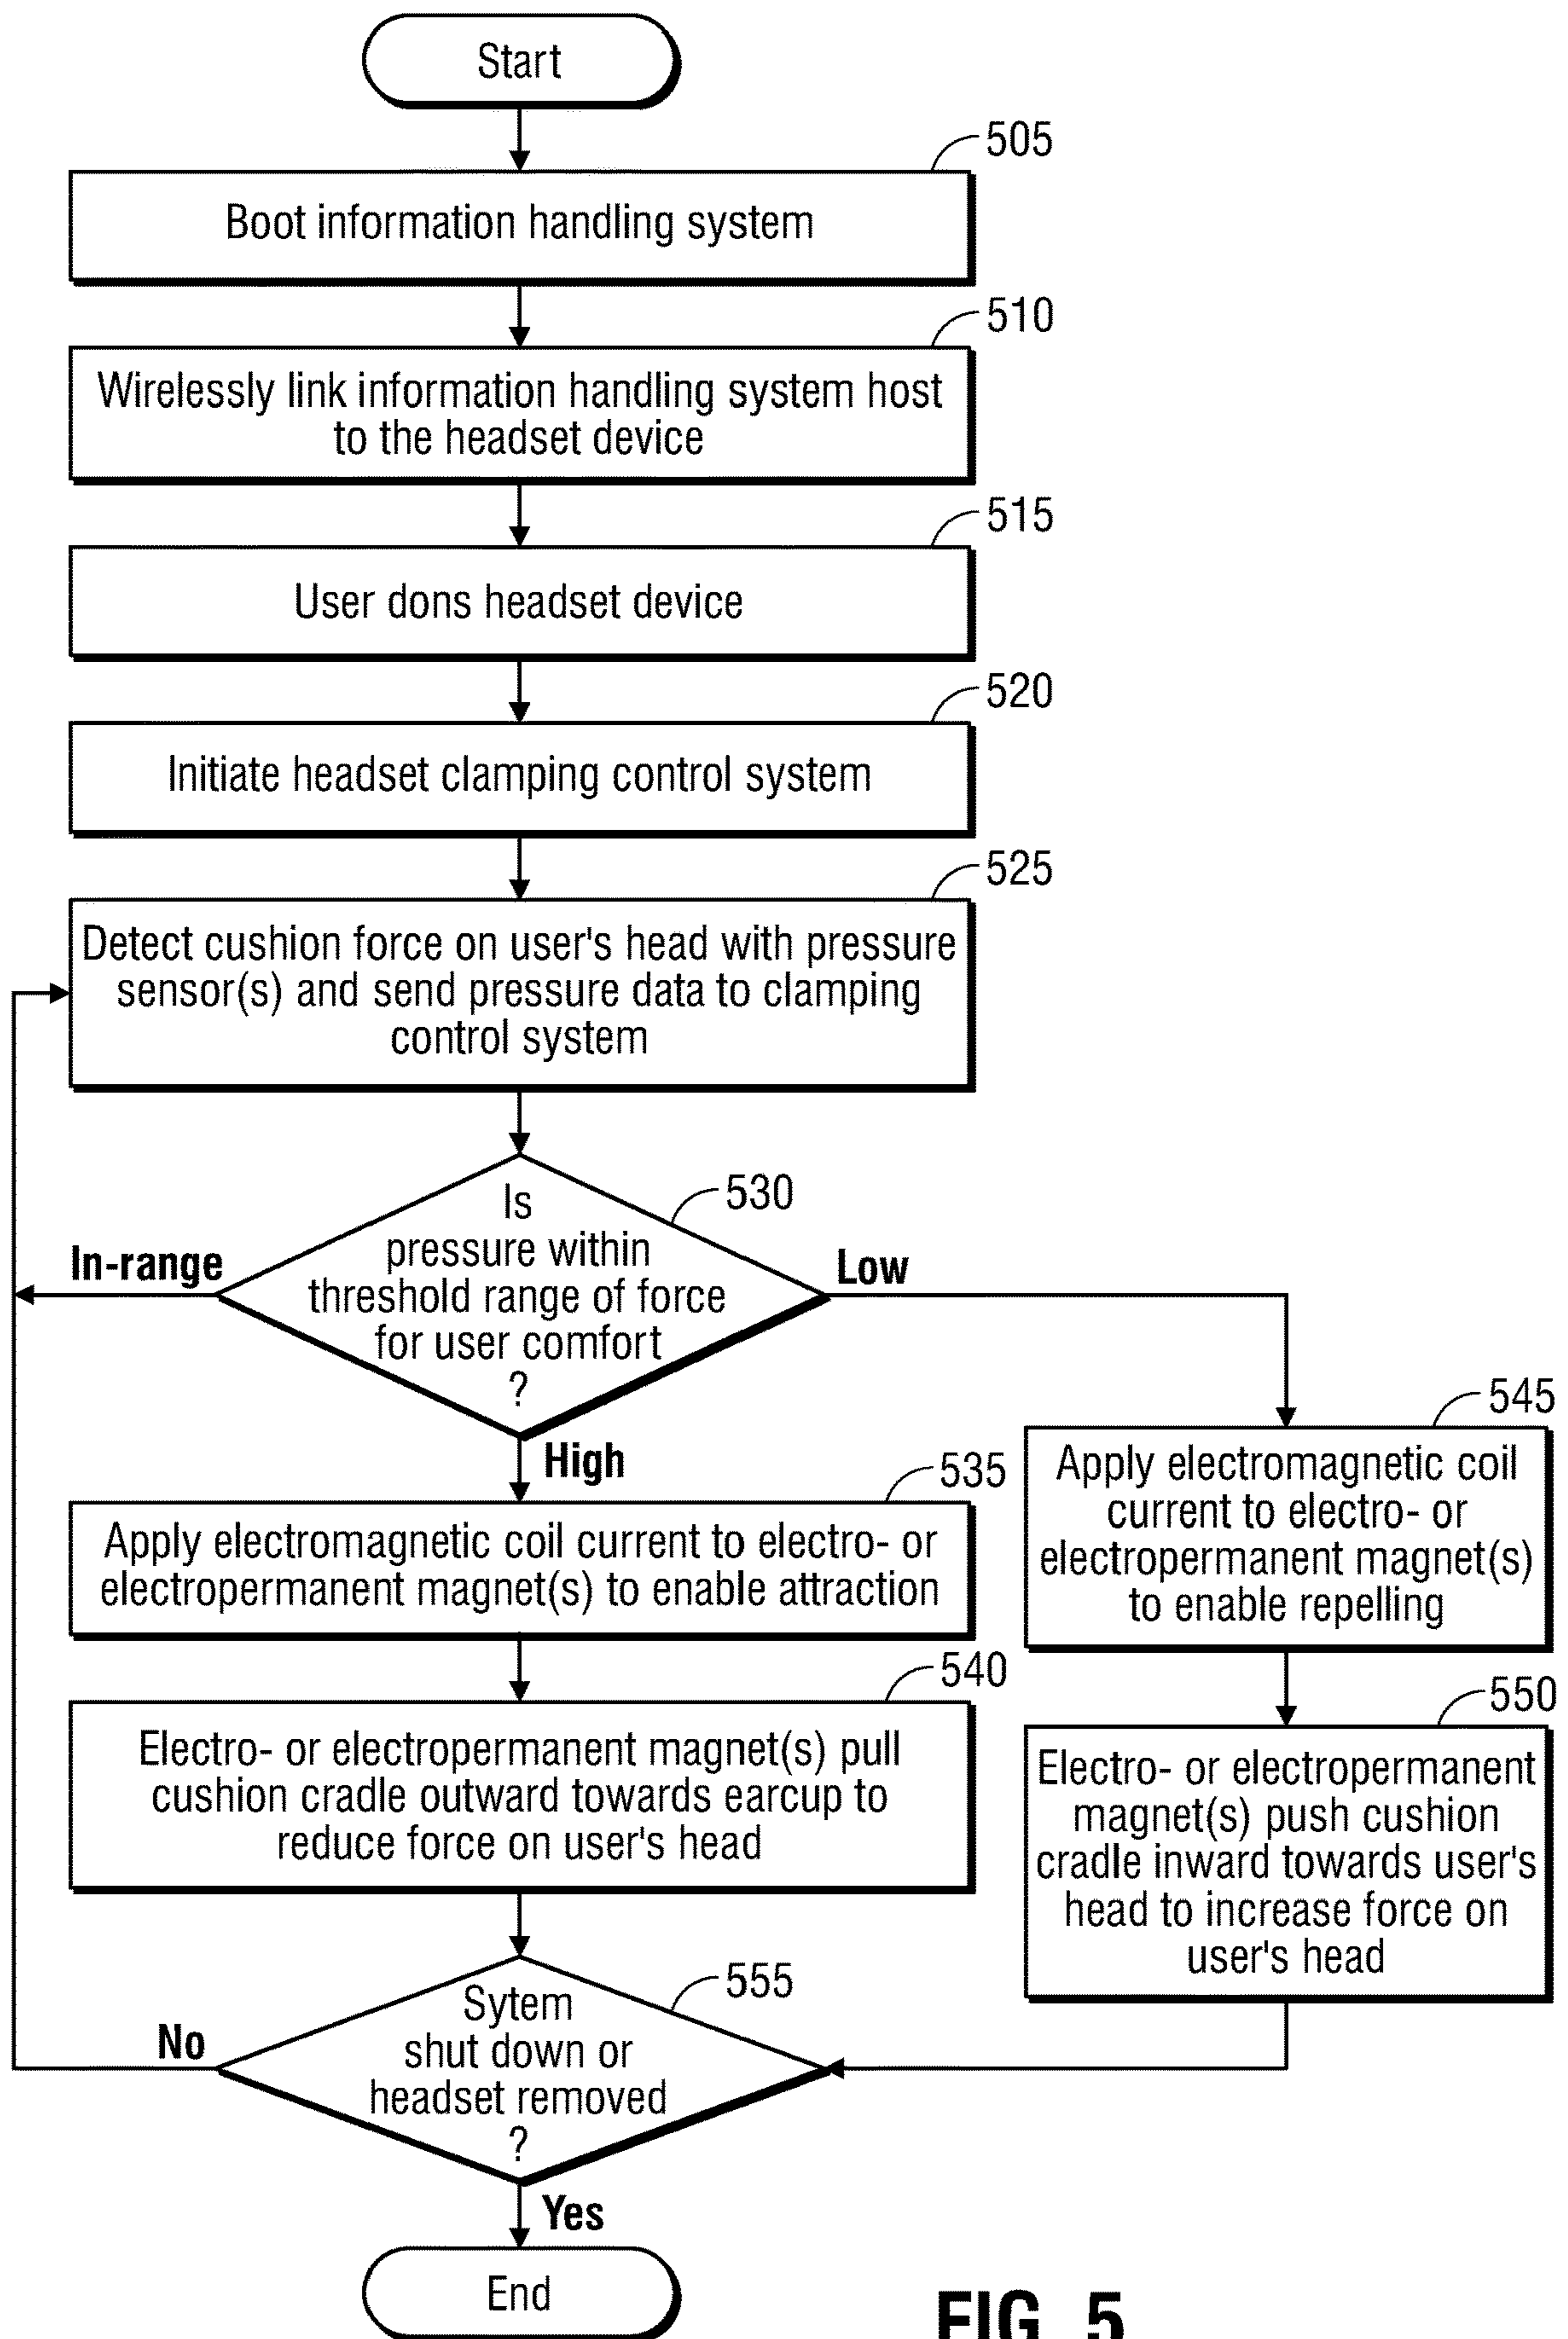 Start
505
Boot information handling system
510
Wirelessly link information handling system host
to the headset device
515
User dons headset device
520
Initiate headset clamping control system
525
Detect cushion force on user's head with pressure
sensor(s) and send pressure data to clamping
control system
530
Is
pressure within
threshold range of force
for user comfort
?
In-range
Low
High
535
Apply electromagnetic coil current to electro- or
electropermanent magnet(s) to enable attraction
545
Apply electromagnetic coil
current to electro- or
electropermanent magnet(s)
to enable repelling
540
Electro- or electropermanent magnet(s) pull
cushion cradle outward towards earcup to
reduce force on user's head
550
Electro- or electropermanent
magnet(s) push cushion
cradle inward towards user's
head to increase force on
user's head
555
Sytem
shut down or
headset removed
?
No
Yes
End
FIG. 5